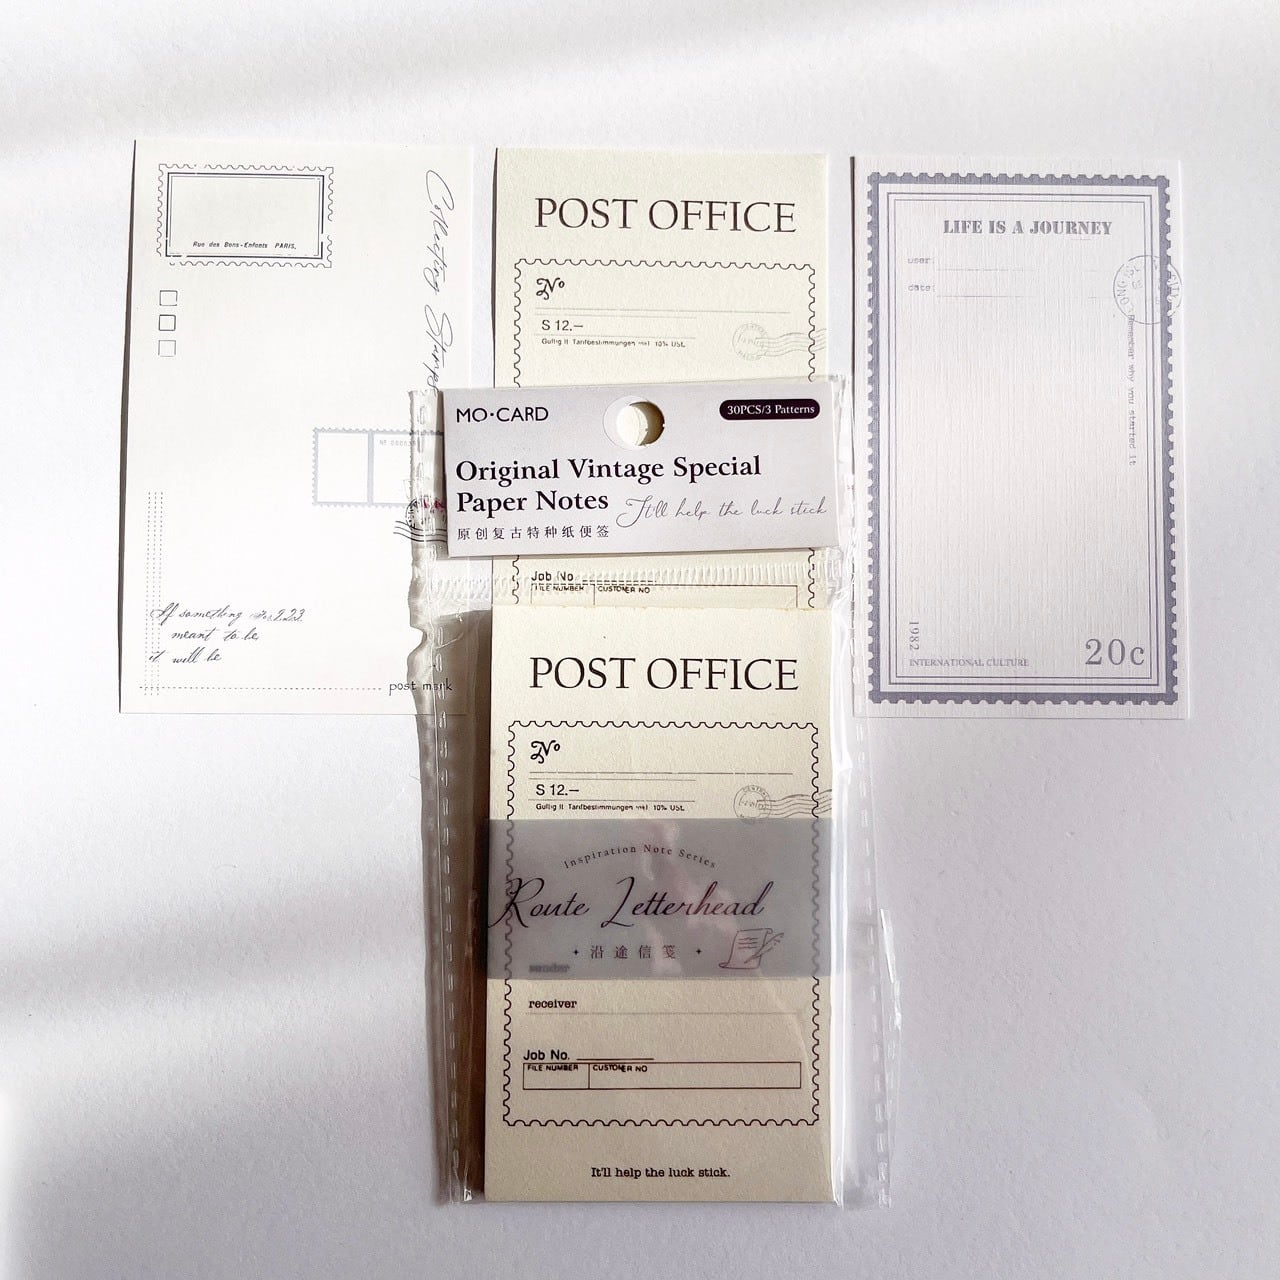 Rue des Bons-Enfants PARIS,
Collecting Stamps
If something
meant to be
it will be
post mark
POST OFFICE
No
S 12.—
Gultig lt Tarifbestimmungen inkl 10% USt.
MO·CARD
30PCS/3 Patterns
Original Vintage Special
Paper Notes
It'll help the luck stick
原创复古特种纸便签
Job No
FILE NUMBER CUSTOMER NO
POST OFFICE
No
S 12.—
Gultig lt Tarifbestimmungen inkl 10% USt.
CENTRAL
Inspiration Note Series
Route Letterhead
沿途信笺
sender
receiver
Job No.
FILE NUMBER CUSTOMER NO
It'll help the luck stick.
LIFE IS A JOURNEY
user:
date:
Remember why you started it
1982
INTERNATIONAL CULTURE
20c